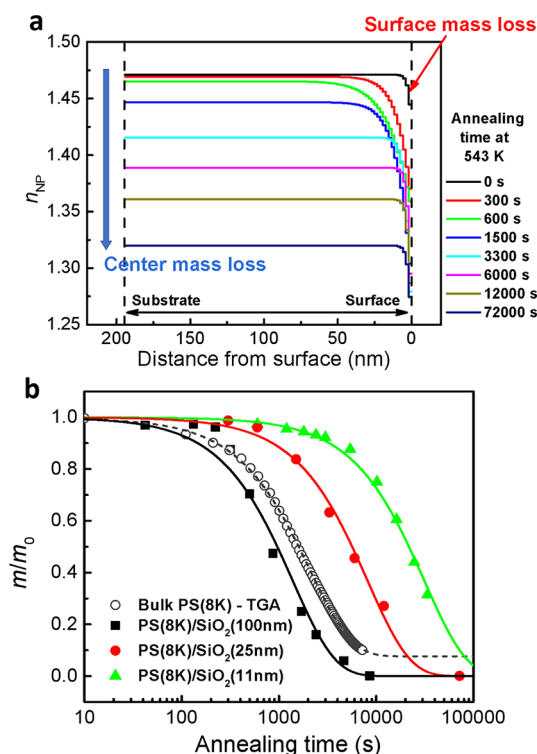 a
Surface mass loss
1.50
1.45
1.40
1.35
1.30
1.25
nNP
Center mass loss
Substrate
Surface
200
150
100
50
0
Distance from surface (nm)
Annealing
time at
543 K
0 s
300 s
600 s
1500 s
3300 s
6000 s
12000 s
72000 s
b
1.0
0.8
0.6
0.4
0.2
0.0
m/m0
Bulk PS(8K) - TGA
PS(8K)/SiO2(100nm)
PS(8K)/SiO2(25nm)
PS(8K)/SiO2(11nm)
10
100
1000
10000
100000
Annealing time (s)